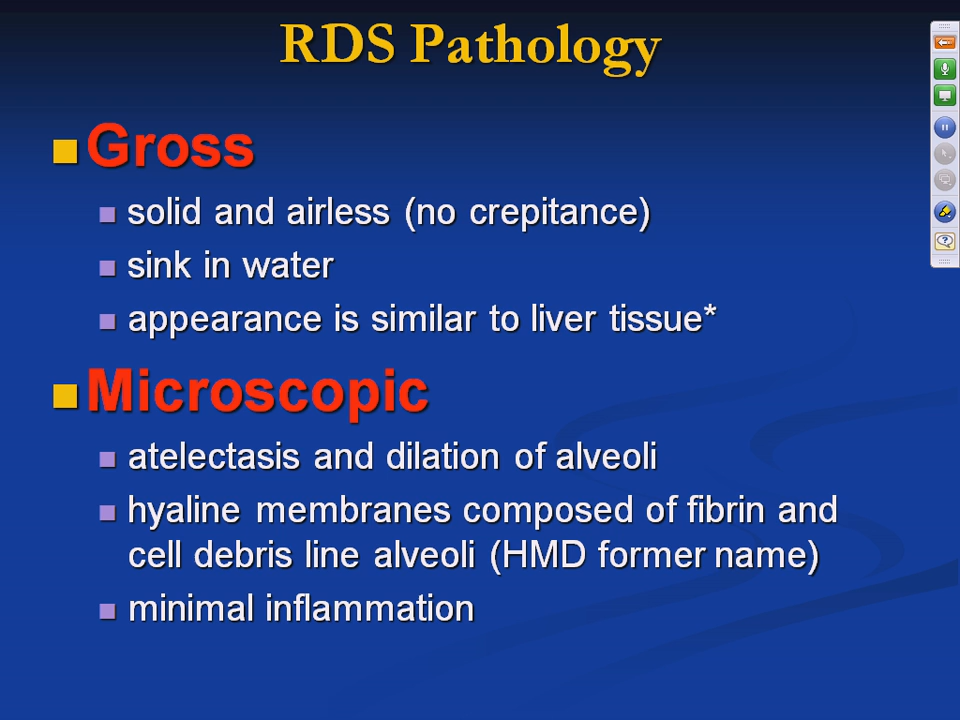 RDS Pathology
Gross
solid and airless (no crepitance)
sink in water
appearance is similar to liver tissue*
Microscopic
atelectasis and dilation of alveoli
hyaline membranes composed of fibrin and
cell debris line alveoli (HMD former name)
minimal inflammation